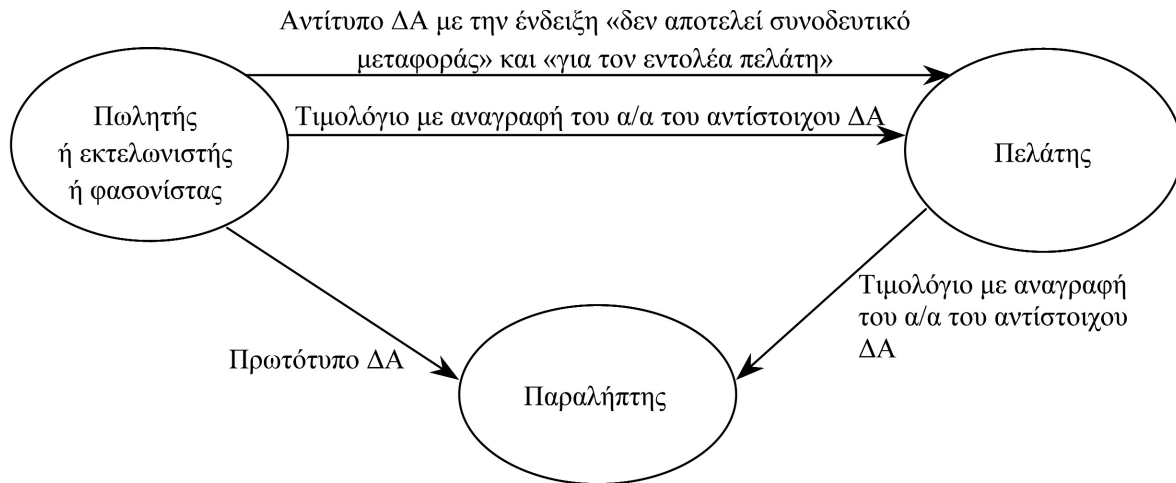 Αντίτυπο ΔΑ με την ένδειξη «δεν αποτελεί συνοδευτικό
μεταφοράς» και «για τον εντολέα πελάτη»
Πωλητής
ή εκτελωνιστής
ή φασονίστας
Τιμολόγιο με αναγραφή του α/α του αντίστοιχου ΔΑ
Πελάτης
Τιμολόγιο με αναγραφή
του α/α του αντίστοιχου
ΔΑ
Πρωτότυπο ΔΑ
Παραλήπτης